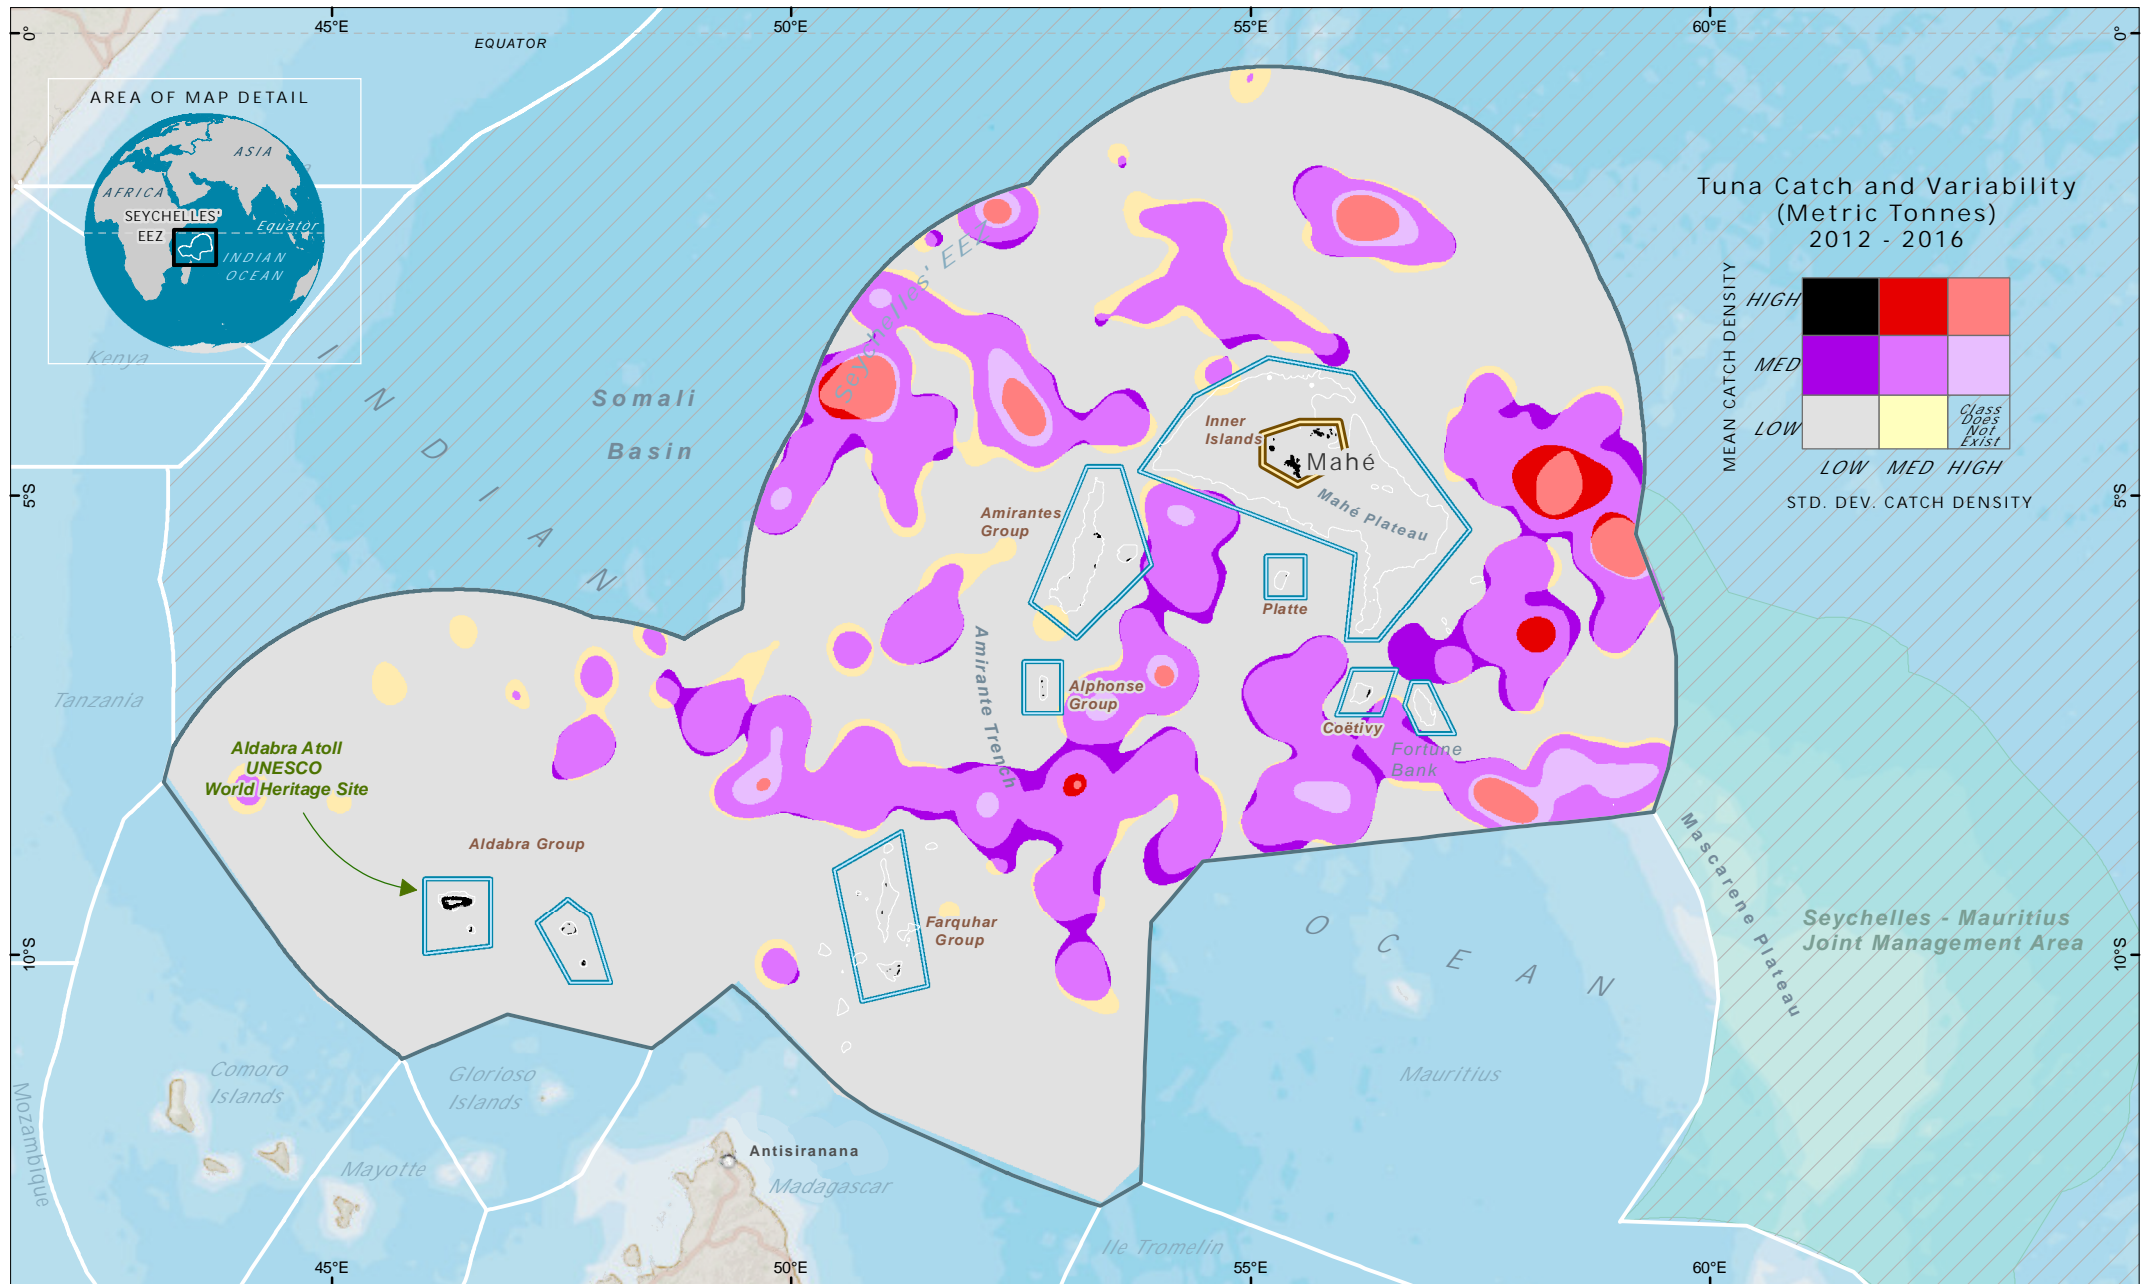 45°E
50°E
55°E
60°E
0°
EQUATOR
0°
AREA OF MAP DETAIL
ASIA
AFRICA
SEYCHELLES'
EEZ
Equator
INDIAN
OCEAN
Kenya
Tuna Catch and Variability
(Metric Tonnes)
2012 - 2016
MEAN CATCH DENSITY
HIGH
MED
LOW
Class
Does
Not
Exist
LOW MED HIGH
STD. DEV. CATCH DENSITY
Seychelles' EEZ
Somali
Basin
INDIAN
Inner
Islands
Mahé
Mahé Plateau
Amirantes
Group
5°S
5°S
Platte
Amirante Trench
Alphonse
Group
Coëtivy
Fortune
Bank
Tanzania
Aldabra Atoll
UNESCO
World Heritage Site
Aldabra Group
Farquhar
Group
OCEAN
Mascarene Plateau
Seychelles - Mauritius
Joint Management Area
10°S
10°S
Comoro
Islands
Glorioso
Islands
Mauritius
Mozambique
Mayotte
Antisiranana
Madagascar
Ile Tromelin
45°E
50°E
55°E
60°E